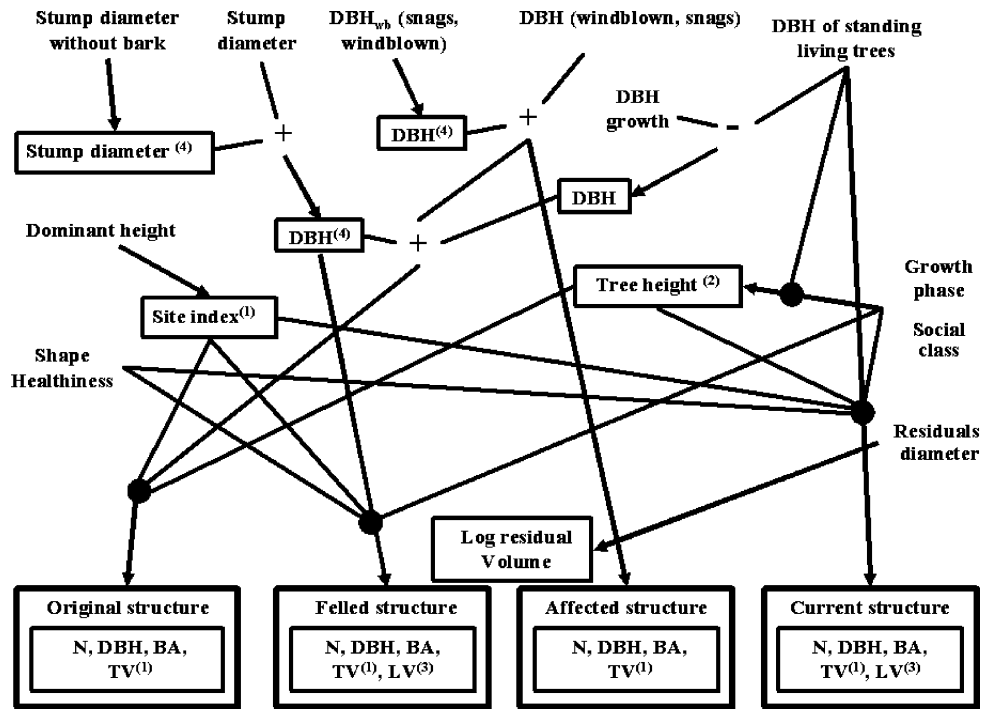 Stump diameter
without bark
Stump
diameter
DBHwb (snags,
windblown)
DBH (windblown, snags)
DBH of standing
living trees
DBH
growth
+
+
-
Stump diameter (4)
DBH(4)
DBH
DBH(4)
+
Dominant height
Site index(1)
Tree height (2)
Growth
phase
Social
class
Shape
Healthiness
Residuals
diameter
Log residual
Volume
Original structure
N, DBH, BA,
TV(1)
Felled structure
N, DBH, BA,
TV(1), LV(3)
Affected structure
N, DBH, BA,
TV(1)
Current structure
N, DBH, BA,
TV(1), LV(3)